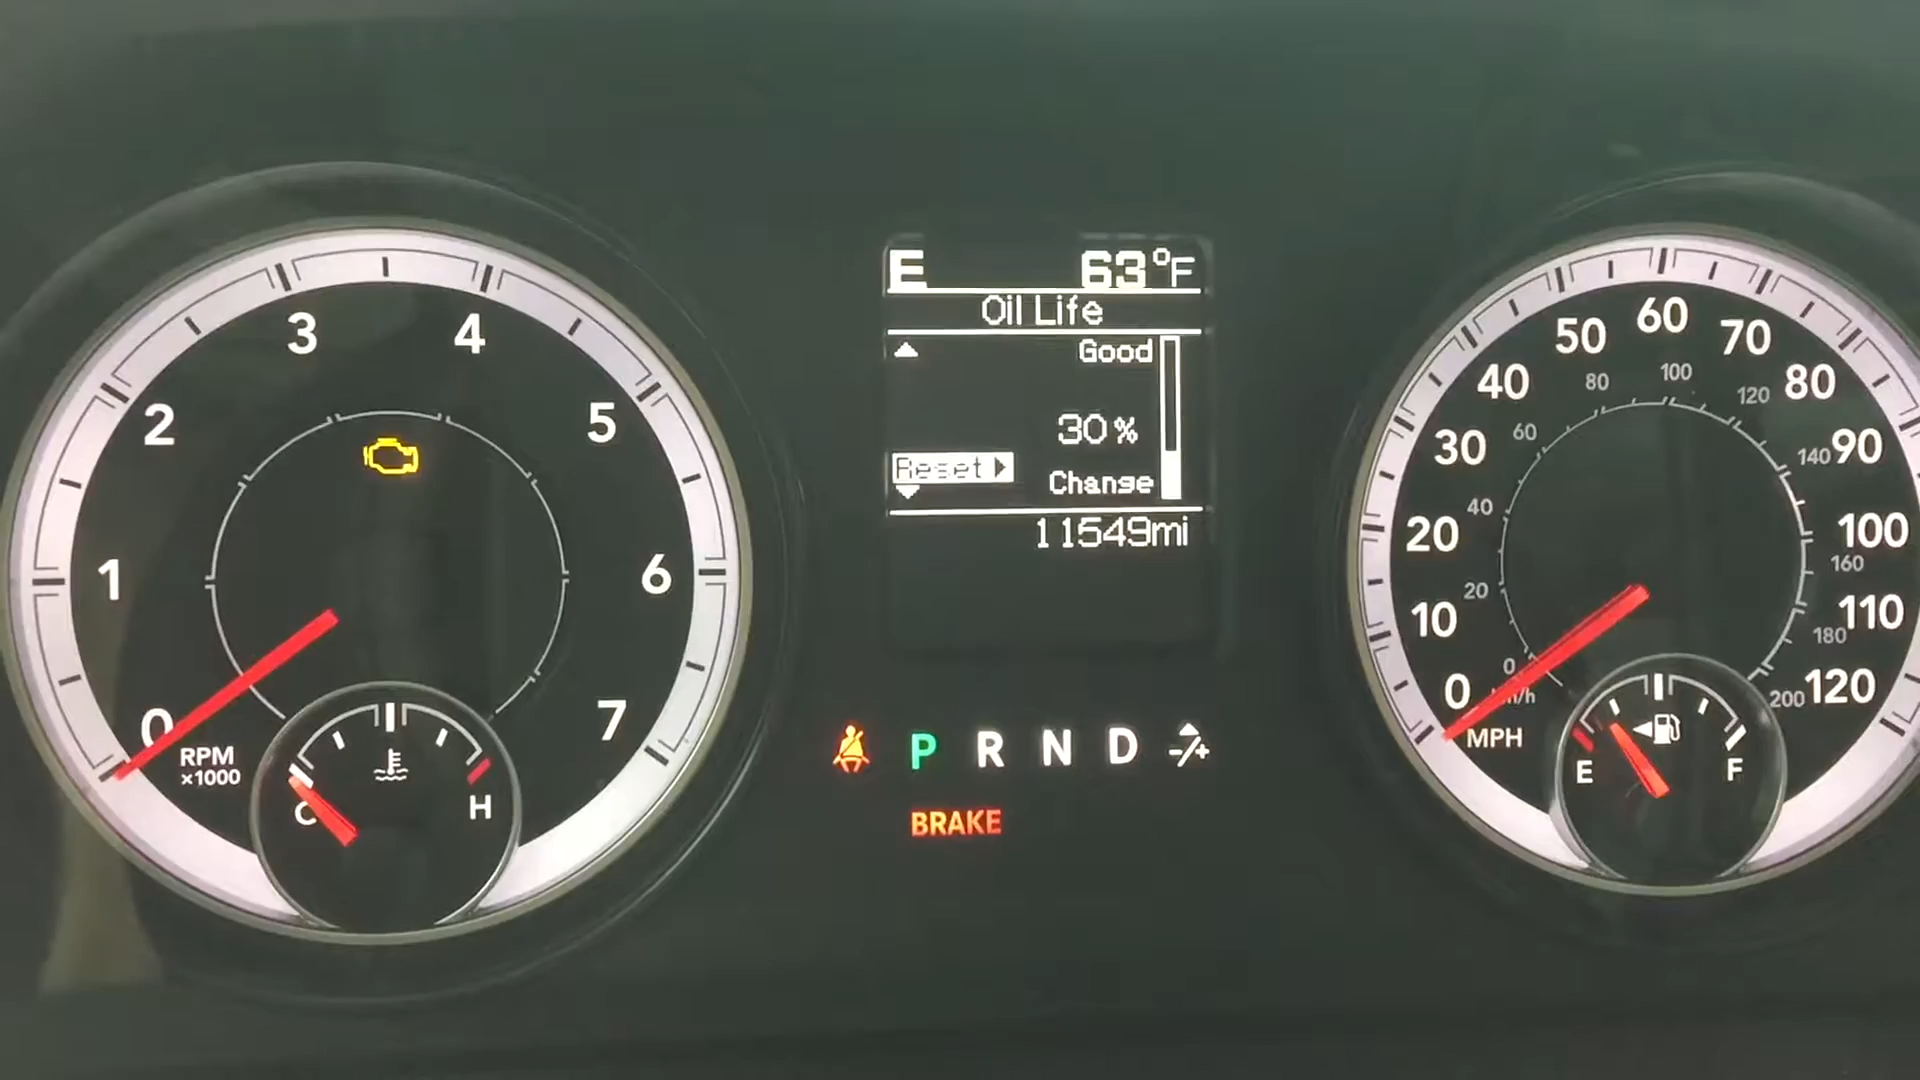 3 4
2 5
1 6
0 7
RPM
x1000
C H
E 63°F
Oil Life
Good
30%
Reset
Change
11549mi
P R N D -/+
BRAKE
60
50 70
40 80
30 90
20 100
10 110
0 120
MPH
100
80 120
60 140
40 160
20 180
0 200
km/h
E F